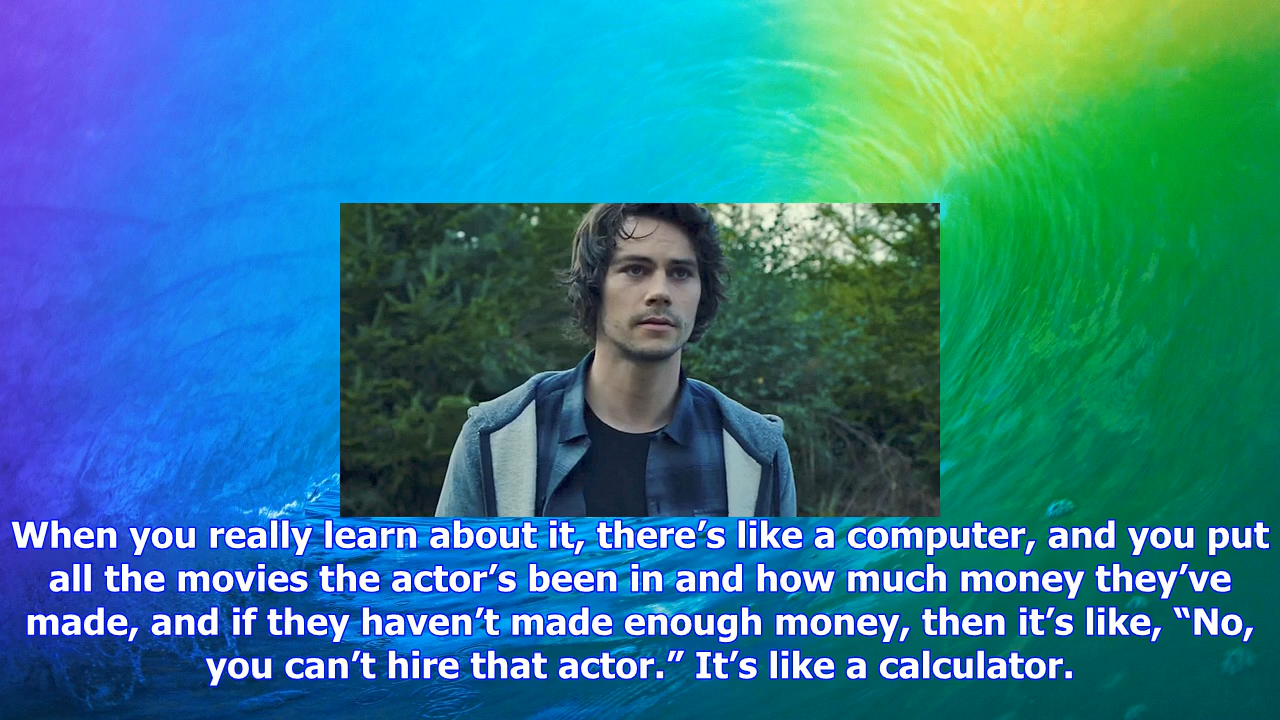 When you really learn about it, there’s like a computer, and you put
all the movies the actor’s been in and how much money they’ve
made, and if they haven’t made enough money, then it’s like, “No,
you can’t hire that actor.” It’s like a calculator.